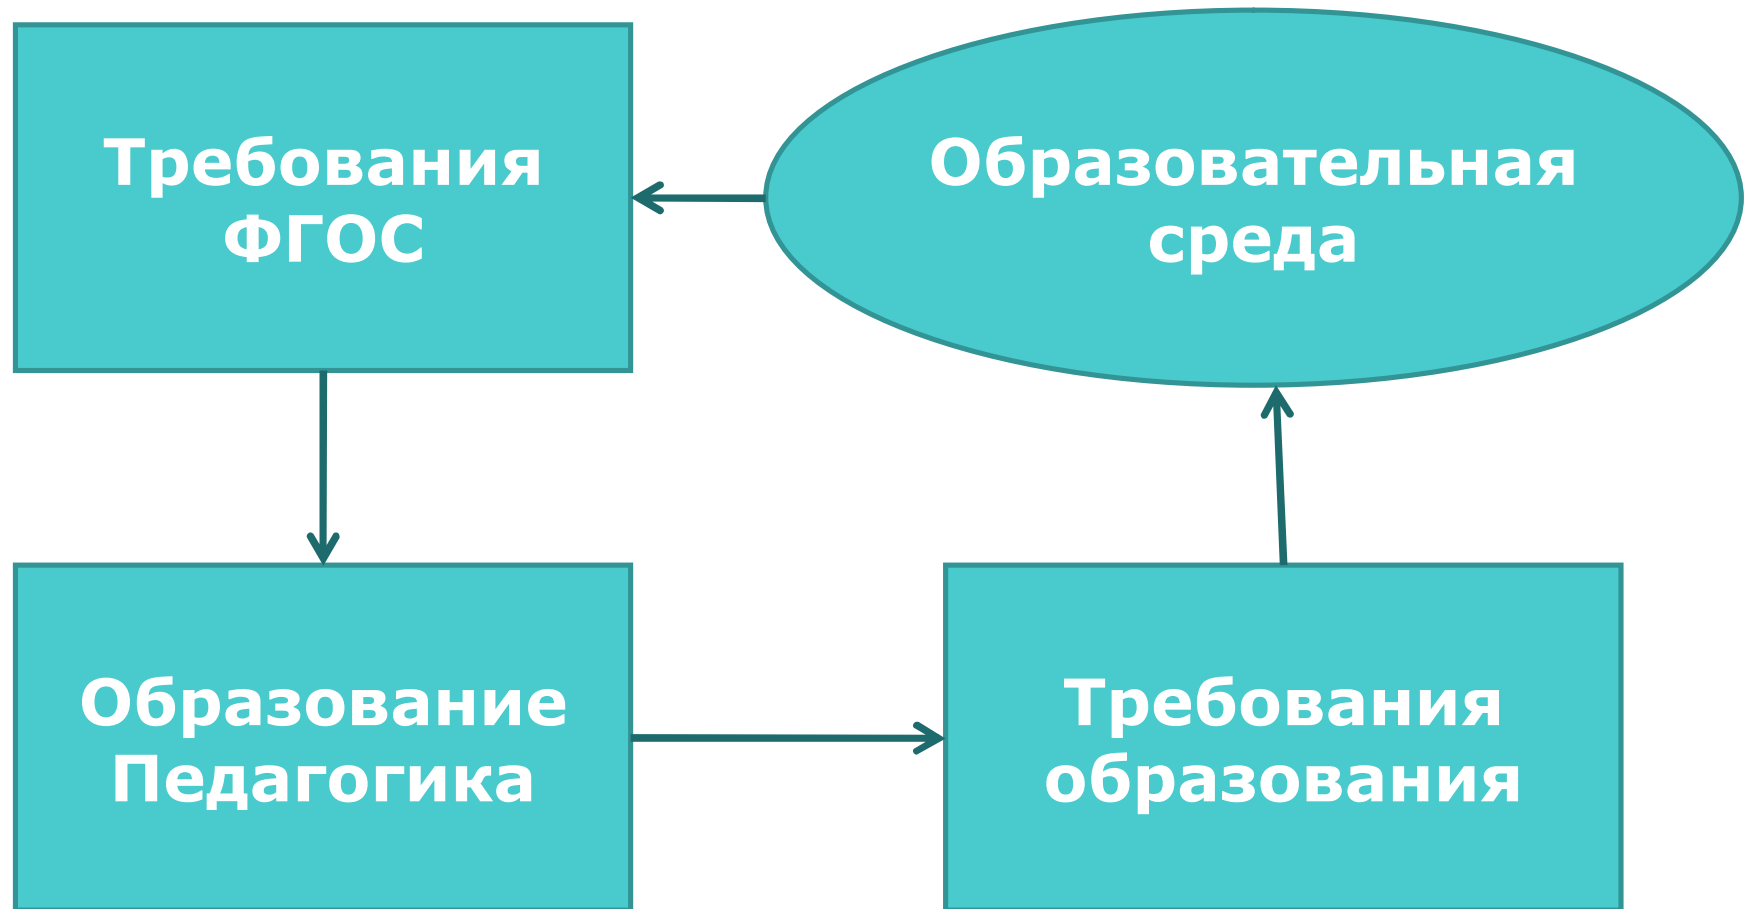 Требования
ФГОС
Образовательная
среда
Образование
Педагогика
Требования
образования